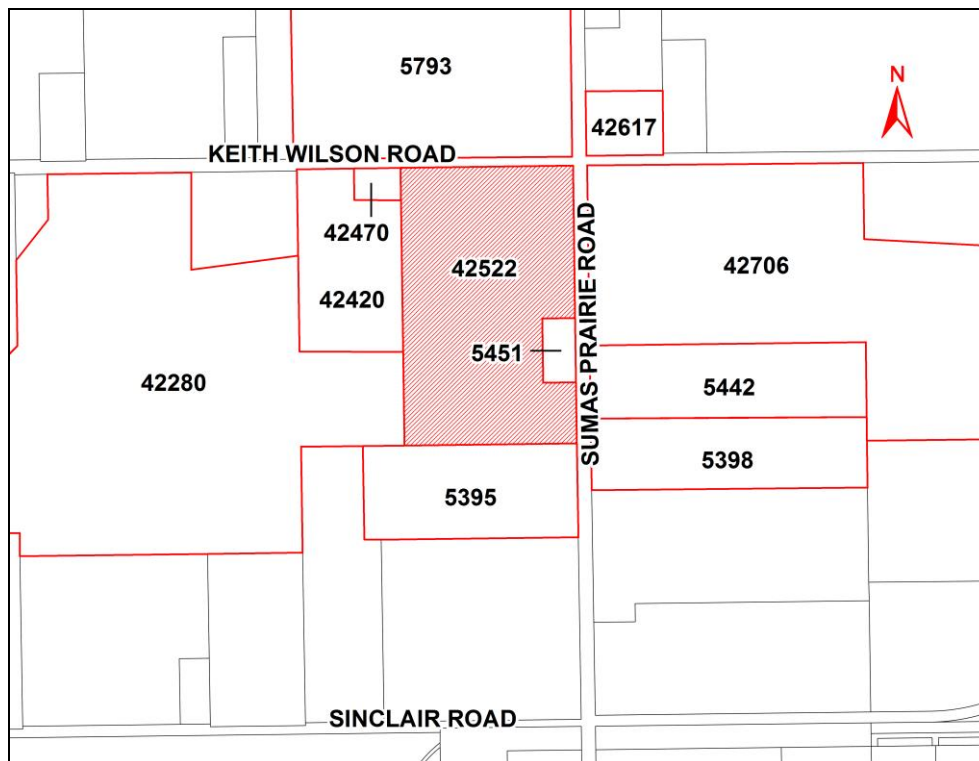 5793
N
42617
KEITH WILSON ROAD
42470
42522
SUMAS PRAIRIE ROAD
42706
42420
5451
42280
5442
5398
5395
SINCLAIR ROAD